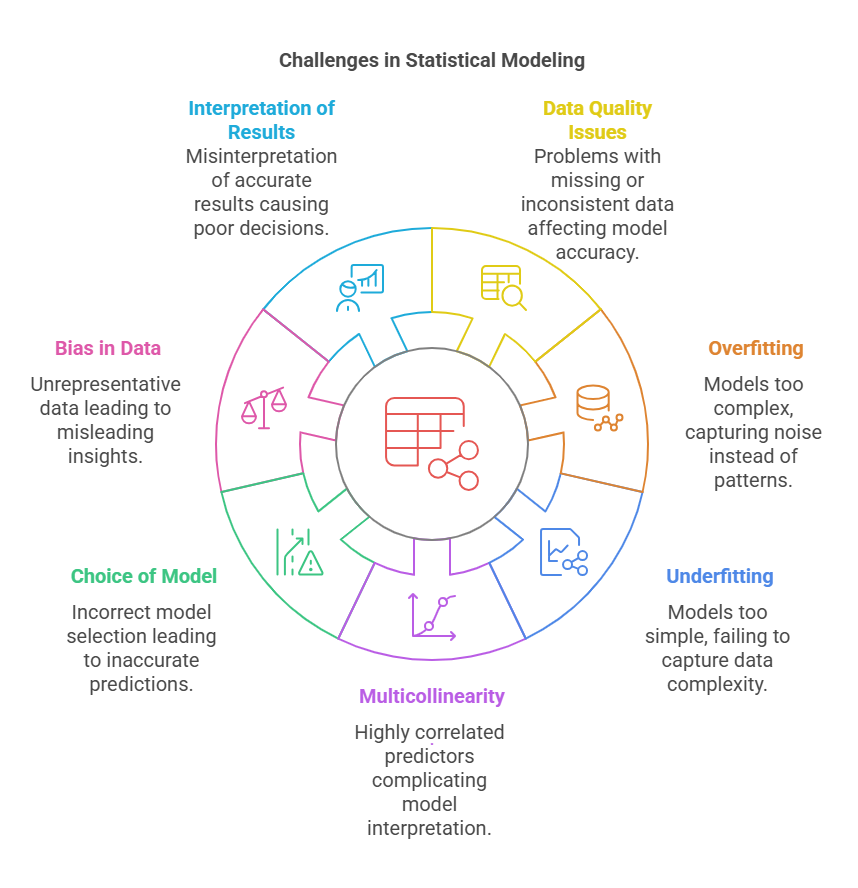 Challenges in Statistical Modeling
Interpretation of
Results
Misinterpretation
of accurate
results causing
poor decisions.
Data Quality
Issues
Problems with
missing or
inconsistent data
affecting model
accuracy.
Bias in Data
Unrepresentative
data leading to
misleading
insights.
Overfitting
Models too
complex,
capturing noise
instead of
patterns.
Choice of Model
Incorrect model
selection leading
to inaccurate
predictions.
Underfitting
Models too
simple, failing to
capture data
complexity.
Multicollinearity
Highly correlated
predictors
complicating
model
interpretation.